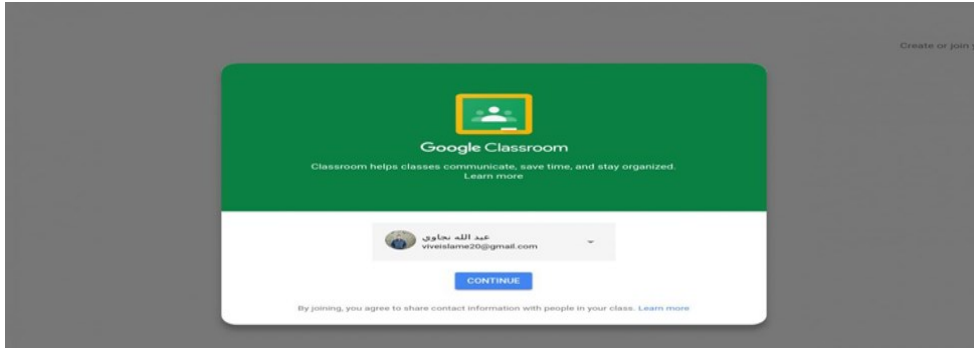 Create or join
Google Classroom
Classroom helps classes communicate, save time, and stay organized.
Learn more
عبد الله نجاوي
viveislame20@gmail.com
CONTINUE
By joining, you agree to share contact information with people in your class. Learn more